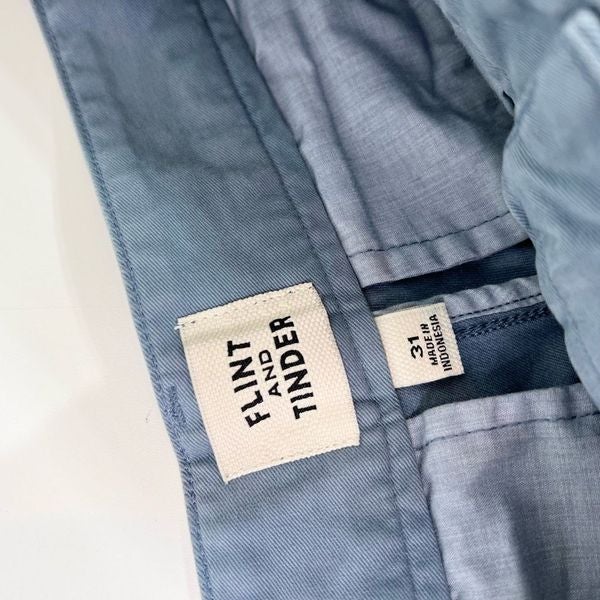 FLINT
AND
TINDER
31
MADE IN
INDONESIA